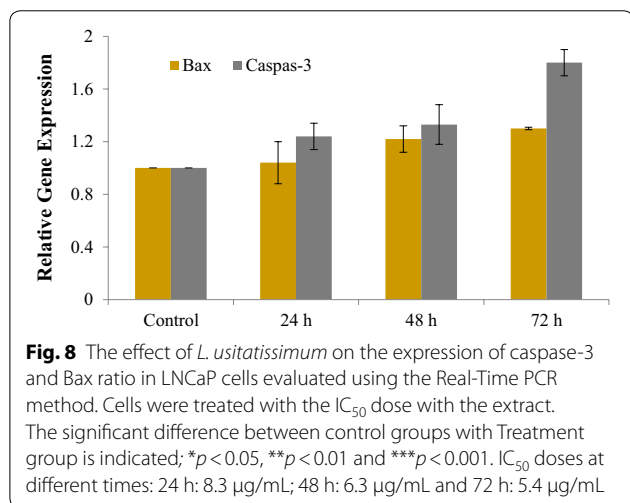 2
1.6
1.2
0.8
0.4
0
Relative Gene Expression
Bax
Caspas-3
Control
24 h
48 h
72 h
Fig. 8 The effect of L. usitatissimum on the expression of caspase-3
and Bax ratio in LNCaP cells evaluated using the Real-Time PCR
method. Cells were treated with the IC50 dose with the extract.
The significant difference between control groups with Treatment
group is indicated; *p < 0.05, **p < 0.01 and ***p < 0.001. IC50 doses at
different times: 24 h: 8.3 µg/mL; 48 h: 6.3 µg/mL and 72 h: 5.4 µg/mL